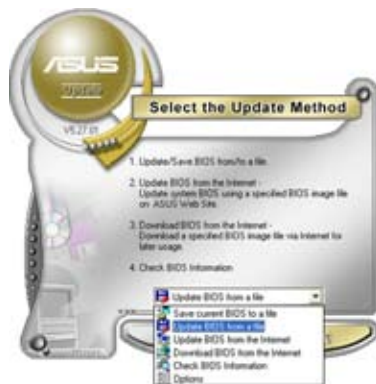 ASUS
Update
V5.27.01
Select the Update Method
1. Update/Save BIOS from/to a file.
2. Update BIOS from the Internet -
Update system BIOS using a specified BIOS image file
on ASUS Web Site.
3. Download BIOS from the Internet -
Download a specified BIOS image file via Internet for
later usage.
4. Check BIOS Information
Update BIOS from a file
Save current BIOS to a file
Update BIOS from a file
Update BIOS from the Internet
Download BIOS from the Internet
Check BIOS Information
Options